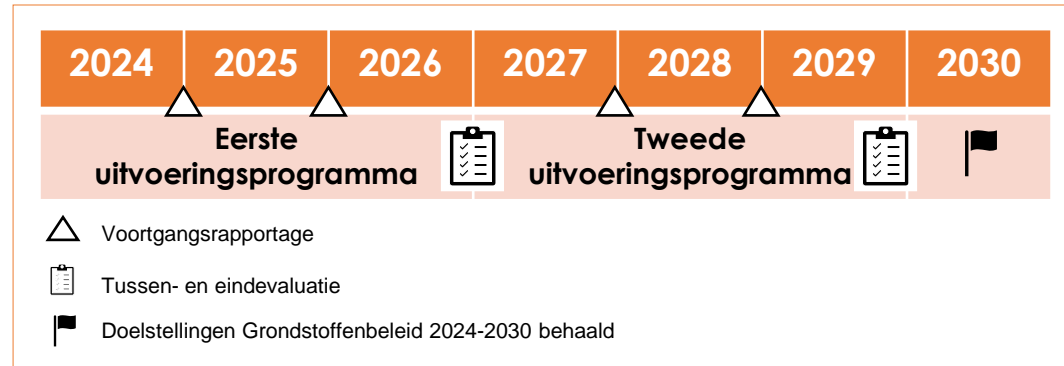 2024 2025 2026 2027 2028 2029 2030
Eerste uitvoeringsprogramma
Tweede uitvoeringsprogramma
Voortgangsrapportage
Tussen- en eindevaluatie
Doelstellingen Grondstoffenbeleid 2024-2030 behaald